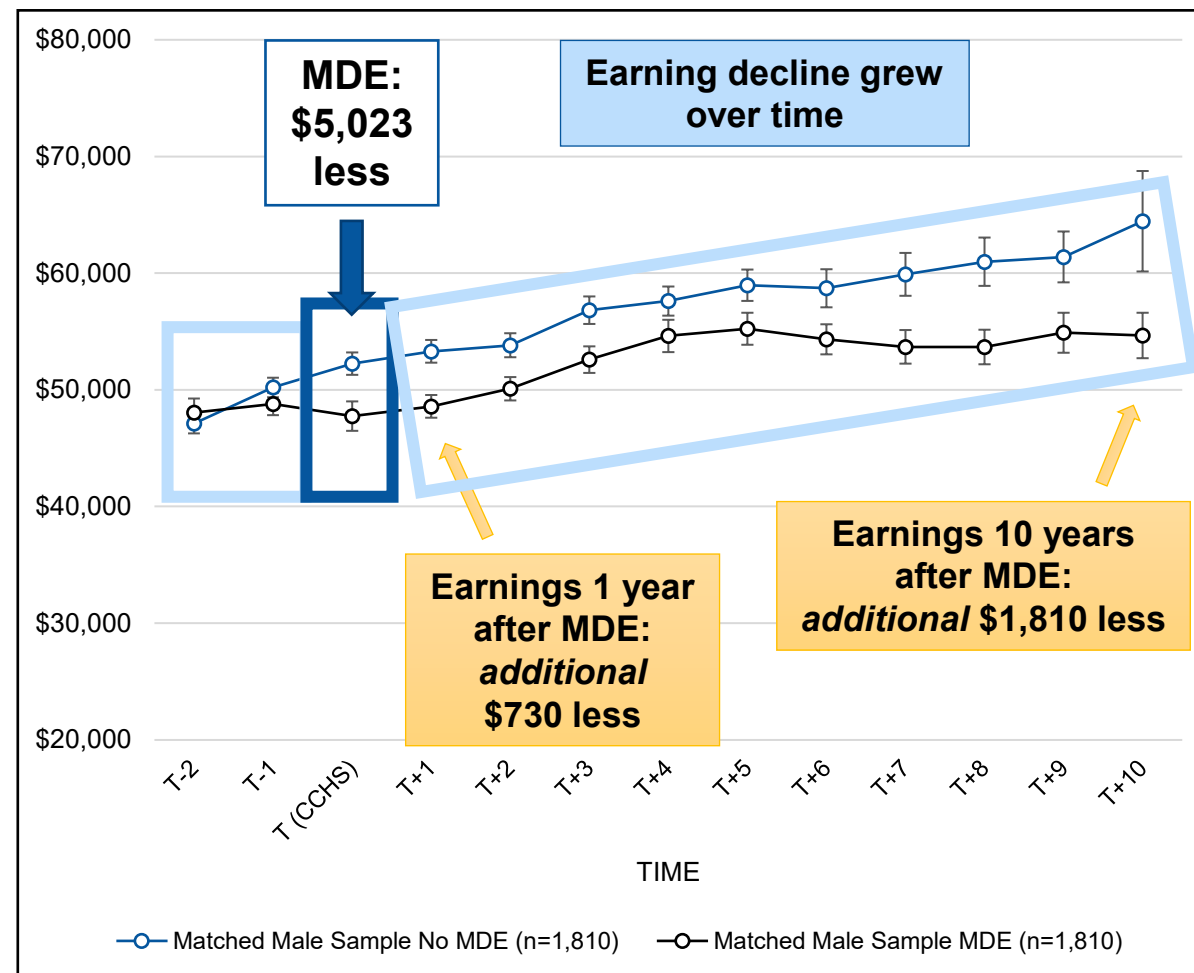 $80,000
$70,000
$60,000
$50,000
$40,000
$30,000
$20,000
MDE:
$5,023
less
Earning decline grew
over time
Earnings 1 year
after MDE:
additional
$730 less
Earnings 10 years
after MDE:
additional $1,810 less
T-2
T-1
T (CCHS)
T+1
T+2
T+3
T+4
T+5
T+6
T+7
T+8
T+9
T+10
TIME
Matched Male Sample No MDE (n=1,810)
Matched Male Sample MDE (n=1,810)